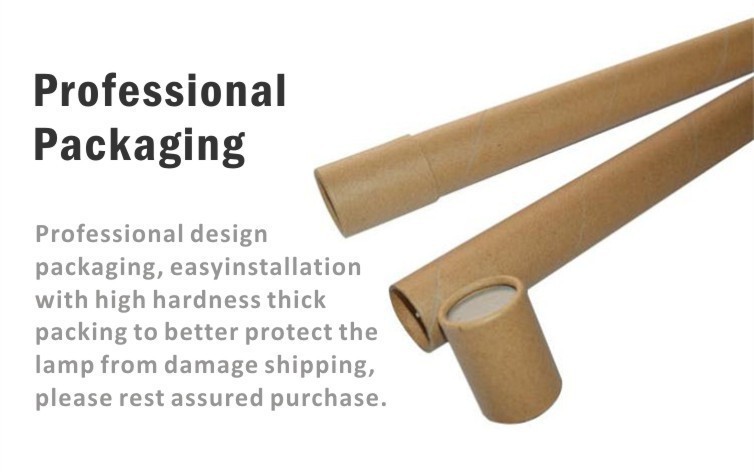 Professional
Packaging
Professional design
packaging, easyinstallation
with high hardness thick
packing to better protect the
lamp from damage shipping,
please rest assured purchase.